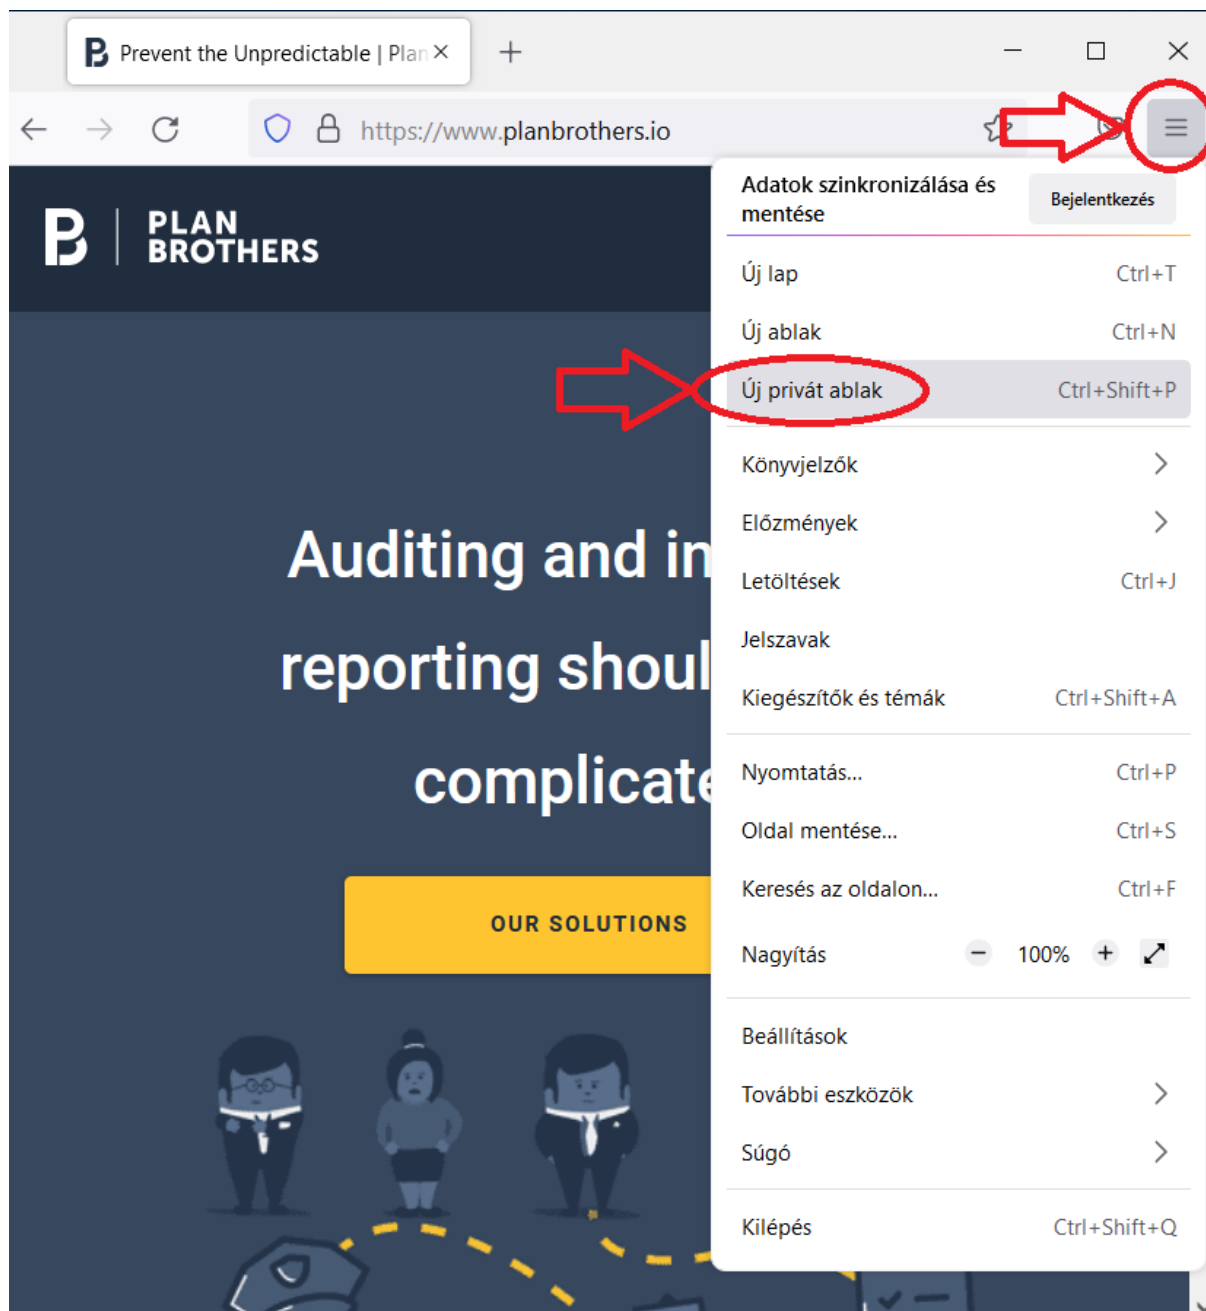 Prevent the Unpredictable | Plan
https://www.planbrothers.io
Adatok szinkronizálása és
mentése
Bejelentkezés
PLAN
BROTHERS
Új lap Ctrl+T
Új ablak Ctrl+N
Új privát ablak Ctrl+Shift+P
Könyvjelzők
Előzmények
Letöltések Ctrl+J
Jelszavak
Kiegészítők és témák Ctrl+Shift+A
Nyomtatás... Ctrl+P
Oldal mentése... Ctrl+S
Keresés az oldalon... Ctrl+F
Nagyítás 100%
Beállítások
További eszközök
Súgó
Kilépés Ctrl+Shift+Q
Auditing and in
reporting shoul
complicate
OUR SOLUTIONS